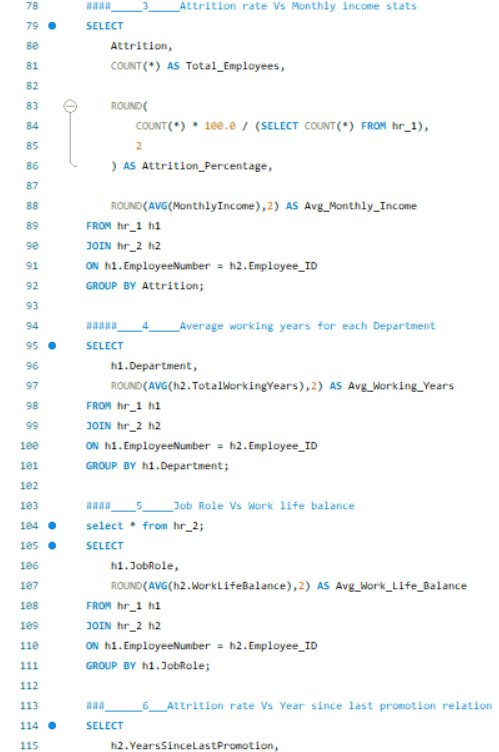 78 ####_____3_____Attrition rate Vs Monthly income stats
79 SELECT
80 Attrition,
81 COUNT(*) AS Total_Employees,
82
83 ROUND(
84 COUNT(*) * 100.0 / (SELECT COUNT(*) FROM hr_1),
85 2
86 ) AS Attrition_Percentage,
87
88 ROUND(AVG(MonthlyIncome),2) AS Avg_Monthly_Income
89 FROM hr_1 h1
90 JOIN hr_2 h2
91 ON h1.EmployeeNumber = h2.Employee_ID
92 GROUP BY Attrition;
93
94 #####____4_____Average working years for each Department
95 SELECT
96 h1.Department,
97 ROUND(AVG(h2.TotalWorkingYears),2) AS Avg_Working_Years
98 FROM hr_1 h1
99 JOIN hr_2 h2
100 ON h1.EmployeeNumber = h2.Employee_ID
101 GROUP BY h1.Department;
102
103 ####____5_____Job Role Vs Work life balance
104 select * from hr_2;
105 SELECT
106 h1.JobRole,
107 ROUND(AVG(h2.WorkLifeBalance),2) AS Avg_Work_Life_Balance
108 FROM hr_1 h1
109 JOIN hr_2 h2
110 ON h1.EmployeeNumber = h2.Employee_ID
111 GROUP BY h1.JobRole;
112
113 ###______6___Attrition rate Vs Year since last promotion relation
114 SELECT
115 h2.YearsSinceLastPromotion,